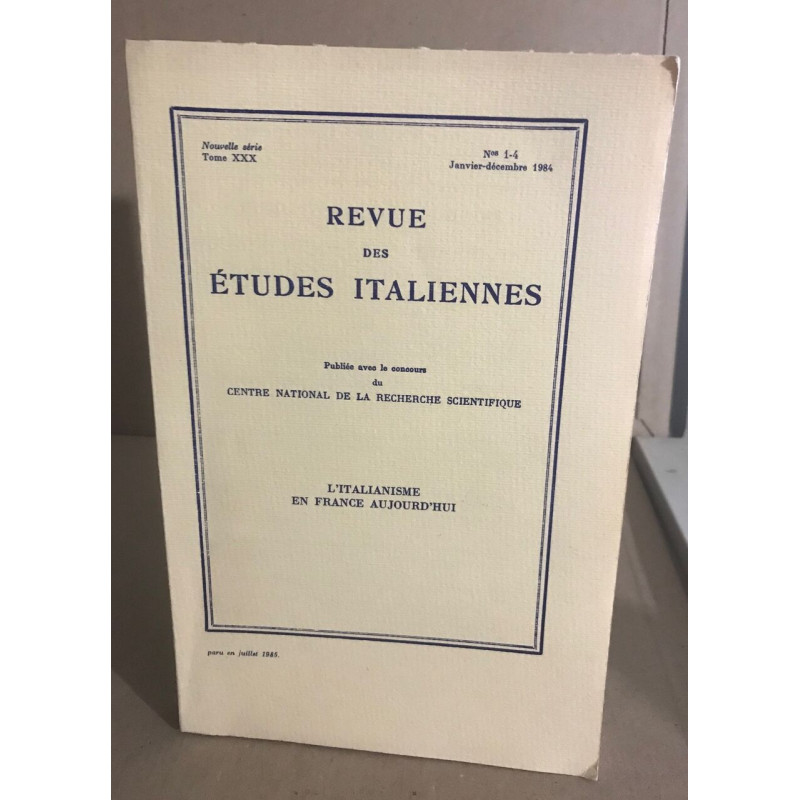 Nouvelle série
Tome XXX
Nos 1-4
Janvier-décembre 1984
REVUE
DES
ÉTUDES ITALIENNES
Publiée avec le concours
du
CENTRE NATIONAL DE LA RECHERCHE SCIENTIFIQUE
L'ITALIANISME
EN FRANCE AUJOURD'HUI
paru en juillet 1985.